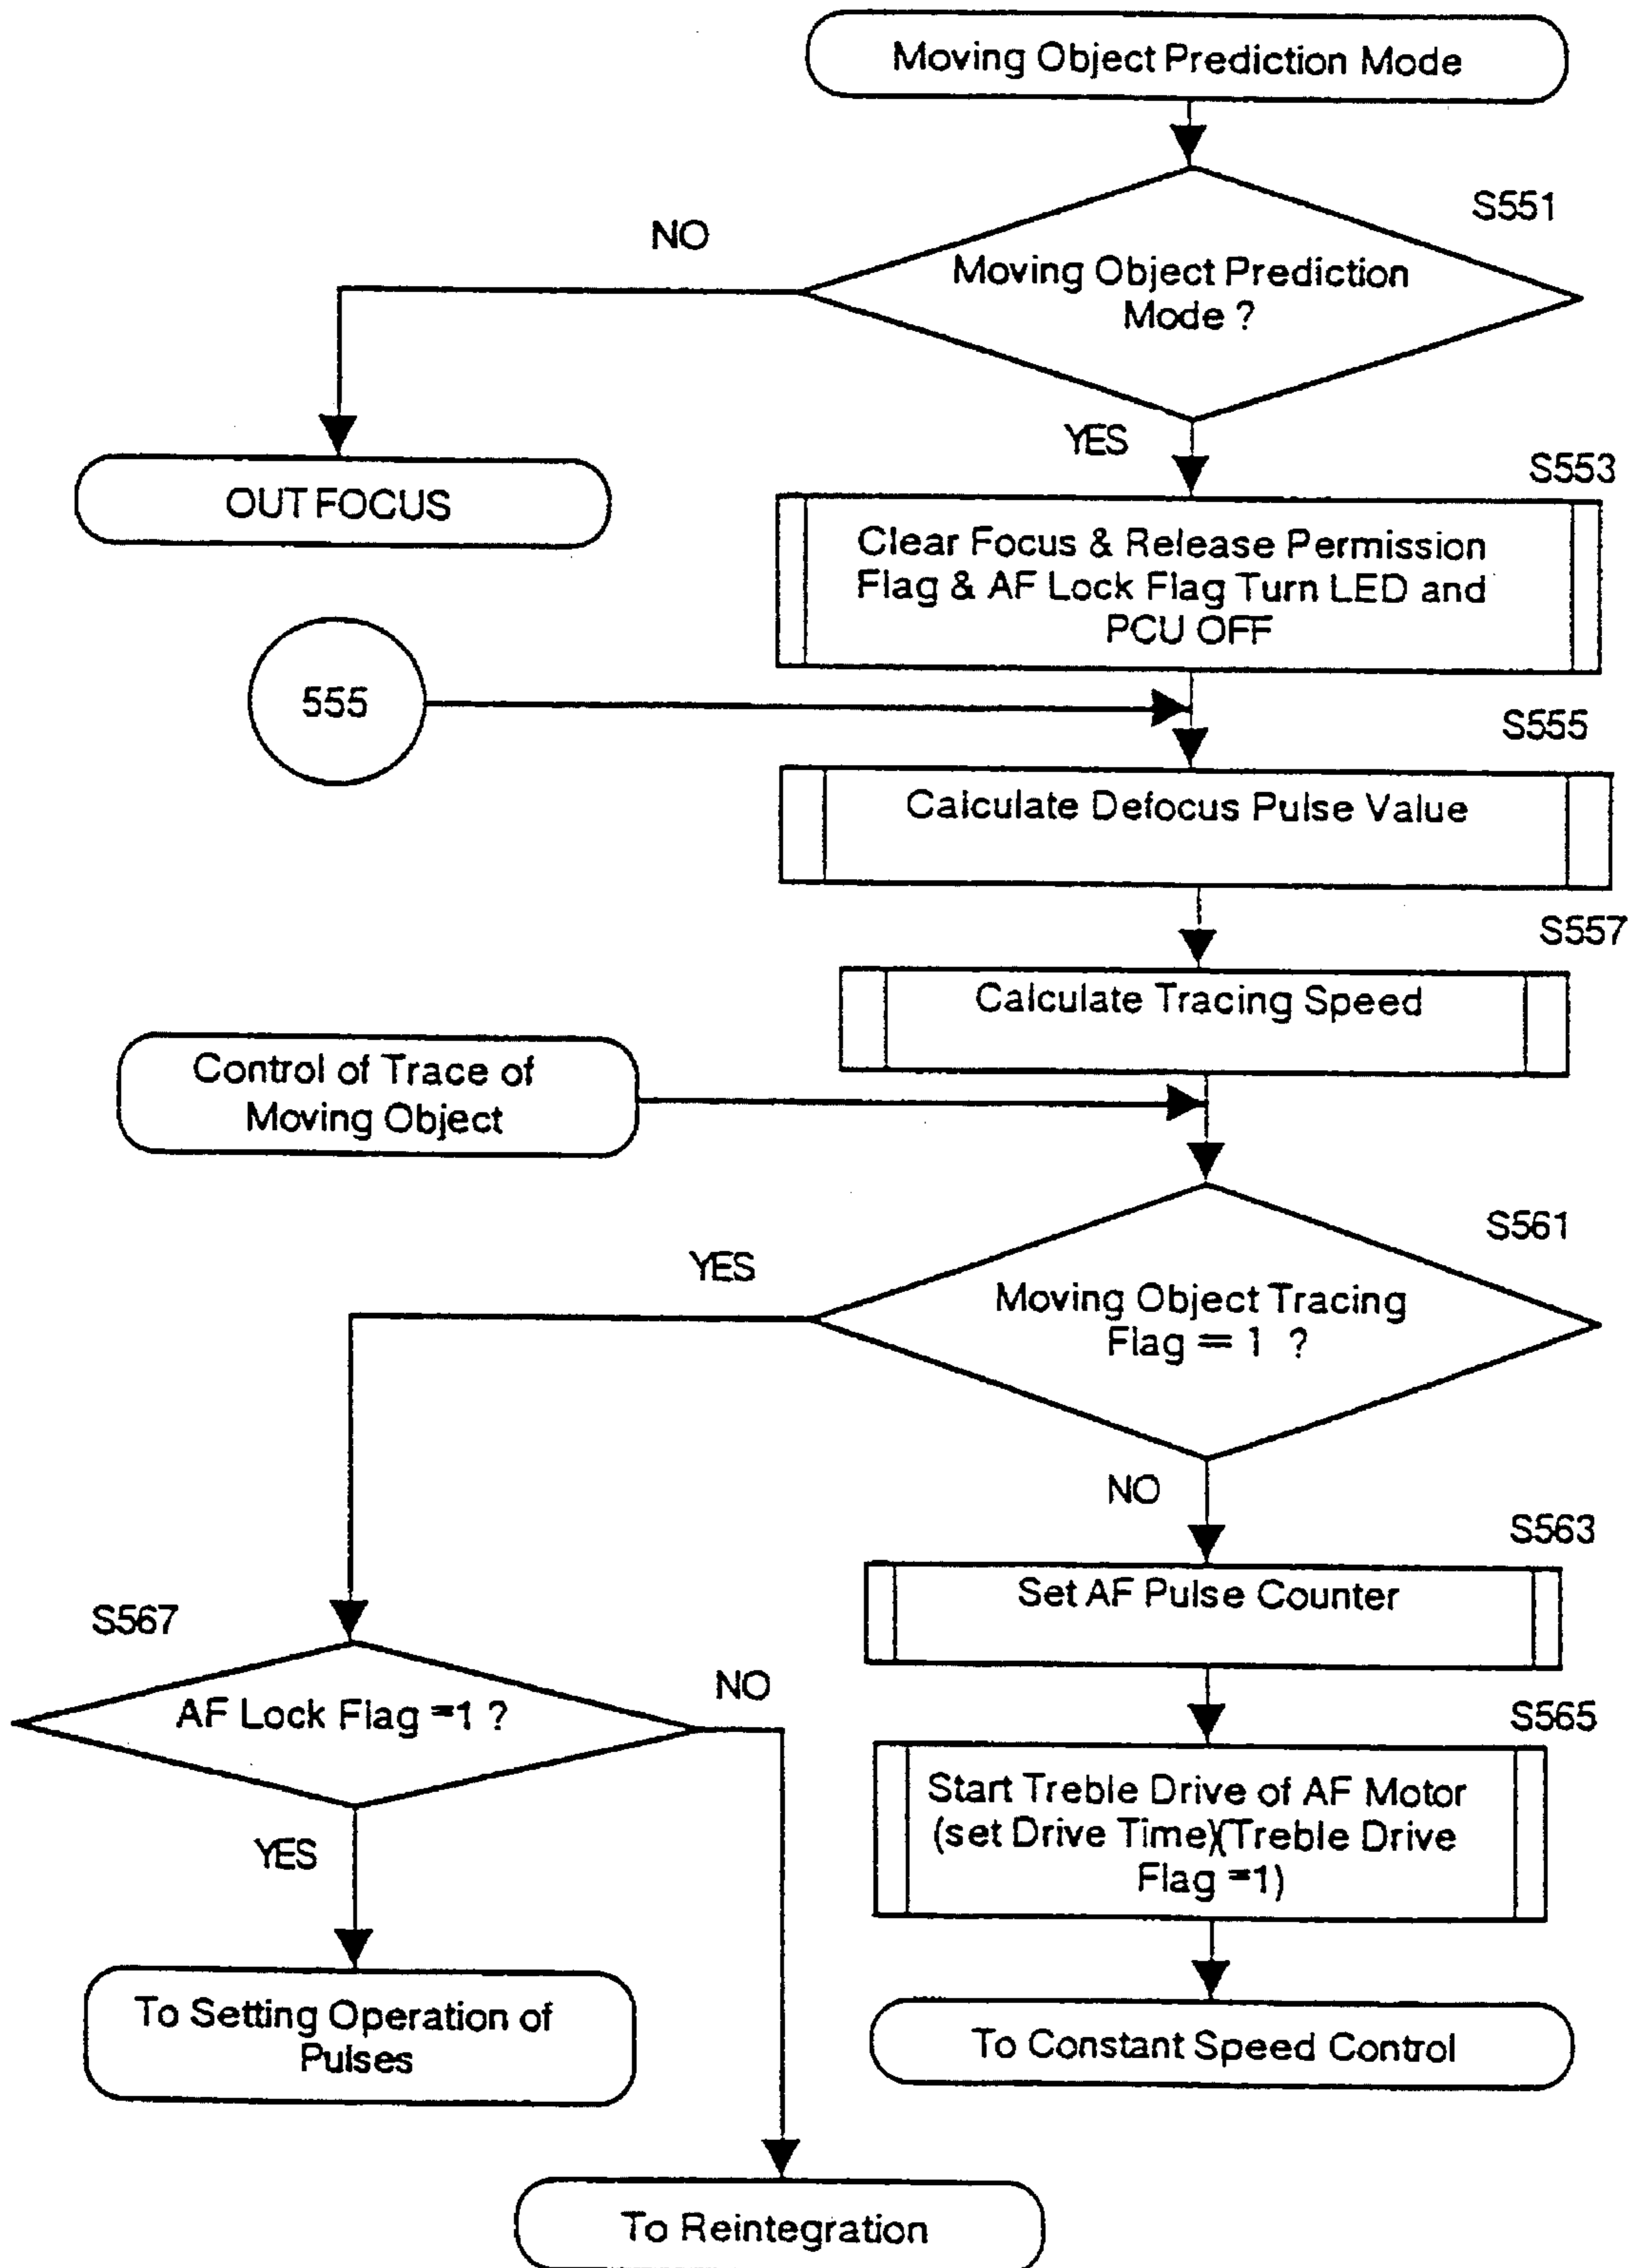 Moving Object Prediction Mode
S551
NO
Moving Object Prediction
Mode ?
YES
OUT FOCUS
S553
Clear Focus & Release Permission
Flag & AF Lock Flag Turn LED and
PCU OFF
555
S555
Calculate Defocus Pulse Value
S557
Calculate Tracing Speed
Control of Trace of
Moving Object
S561
YES
Moving Object Tracing
Flag = 1 ?
NO
S563
Set AF Pulse Counter
S567
NO
AF Lock Flag =1 ?
S565
Start Treble Drive of AF Motor
(set Drive Time)(Treble Drive
Flag =1)
YES
To Setting Operation of
Pulses
To Constant Speed Control
To Reintegration